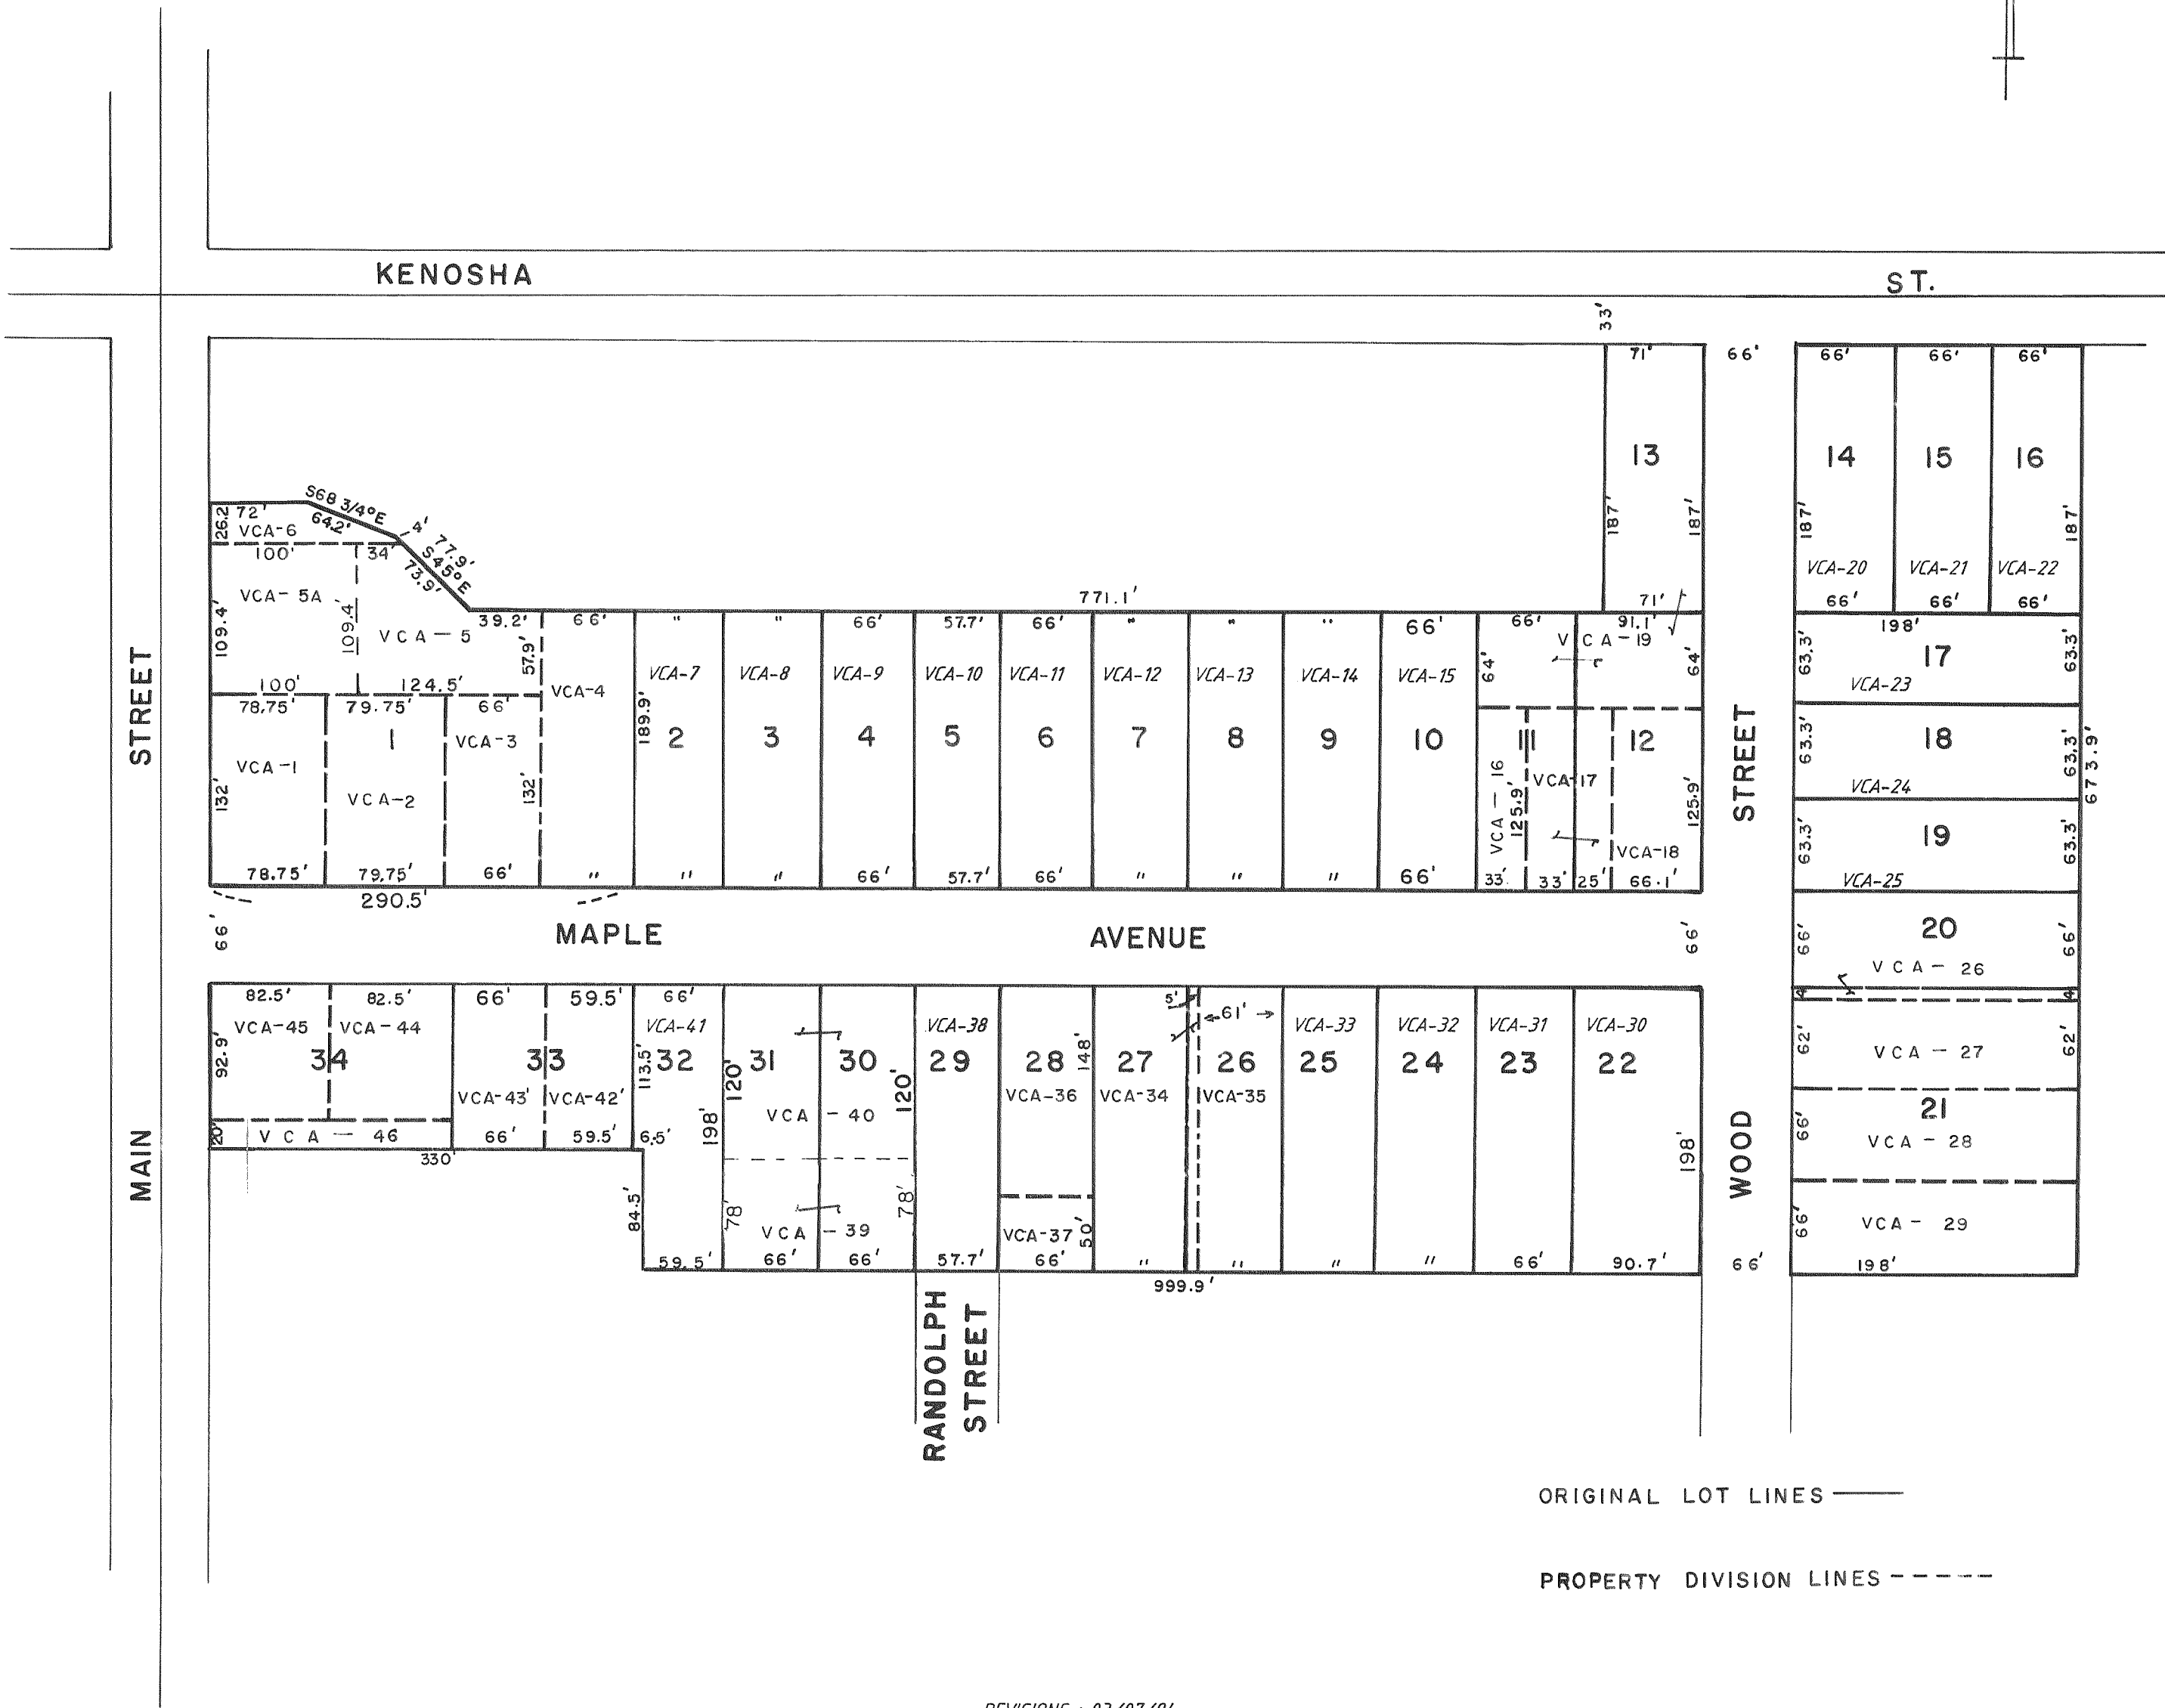 KENOSHA ST.
33'
71' 66' 66' 66' 66'
13 14 15 16
187' 187' 187' 187'
VCA-20 VCA-21 VCA-22
71' 66' 66' 66'
S68 3/4°E
26.2 72' 64.2' 4' 77.9'
VCA-6 S45°E
100' 34' 73.9'
VCA-5A
109.4' 109.4' VCA-5
771.1'
39.2' 66' " " 66' 57.7' 66' " " " 66' 66' 91.1'
57.9' VCA-4 VCA-7 VCA-8 VCA-9 VCA-10 VCA-11 VCA-12 VCA-13 VCA-14 VCA-15 64' VCA-19 64'
100' 124.5'
78.75' 79.75' 66' 189.9'
1 2 3 4 5 6 7 8 9 10 11 12
VCA-1 VCA-2 VCA-3
132' 132'
VCA-16 125.9' VCA-17 VCA-18 125.9'
78.75' 79.75' 66' " " " 66' 57.7' 66' " " " 66' 33' 33' 25' 66.1'
290.5'
198'
63.3' 17 63.3'
VCA-23
63.3' 18 63.3'
VCA-24
673.9'
63.3' 19 63.3'
VCA-25
66' 20 66'
VCA-26
4' 4'
62' VCA-27 62'
21
66' VCA-28
66' VCA-29
198'
66' MAPLE AVENUE 66'
82.5' 82.5' 66' 59.5' 66' 5' 61'
VCA-45 VCA-44 VCA-41 VCA-38 VCA-33 VCA-32 VCA-31 VCA-30
92.9' 34 33 113.5' 32 120' 31 30 120' 29 28 148' 27 26 25 24 23 22
VCA-43 VCA-42 VCA-40 VCA-36 VCA-34 VCA-35
20' VCA-46 66' 59.5' 6.5' 198' 198'
330'
84.5' 78' VCA-39 78' VCA-37 50'
59.5' 66' 66' 57.7' 66' " " " " 66' 90.7' 66'
999.9'
MAIN STREET
WOOD STREET
RANDOLPH
STREET
ORIGINAL LOT LINES
PROPERTY DIVISION LINES